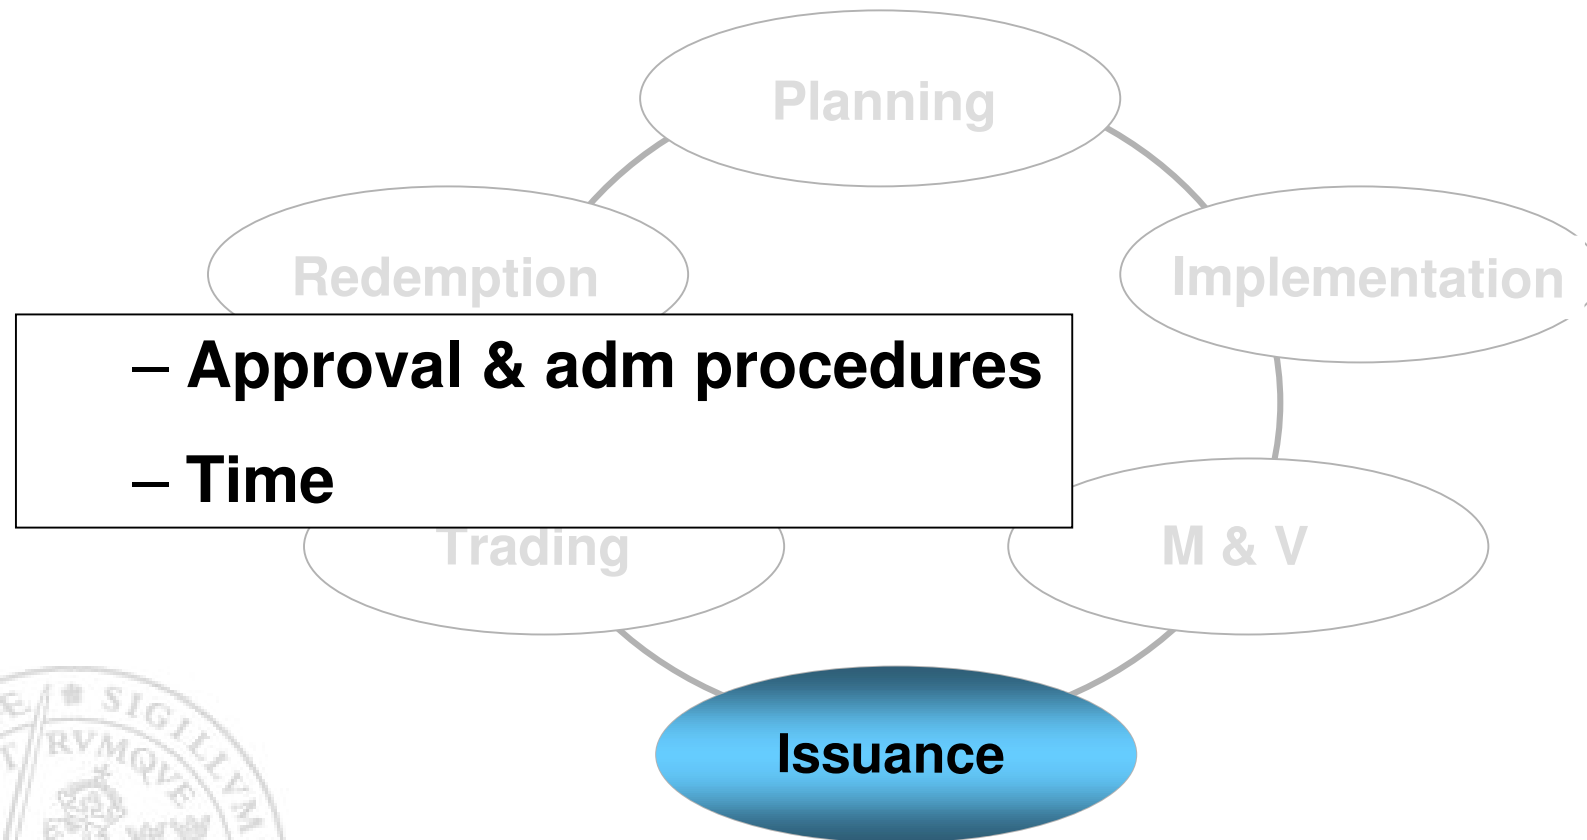 Planning
Redemption
Implementation
– Approval & adm procedures
– Time
Trading
M & V
Issuance
SIGILLVM
RVMQVE